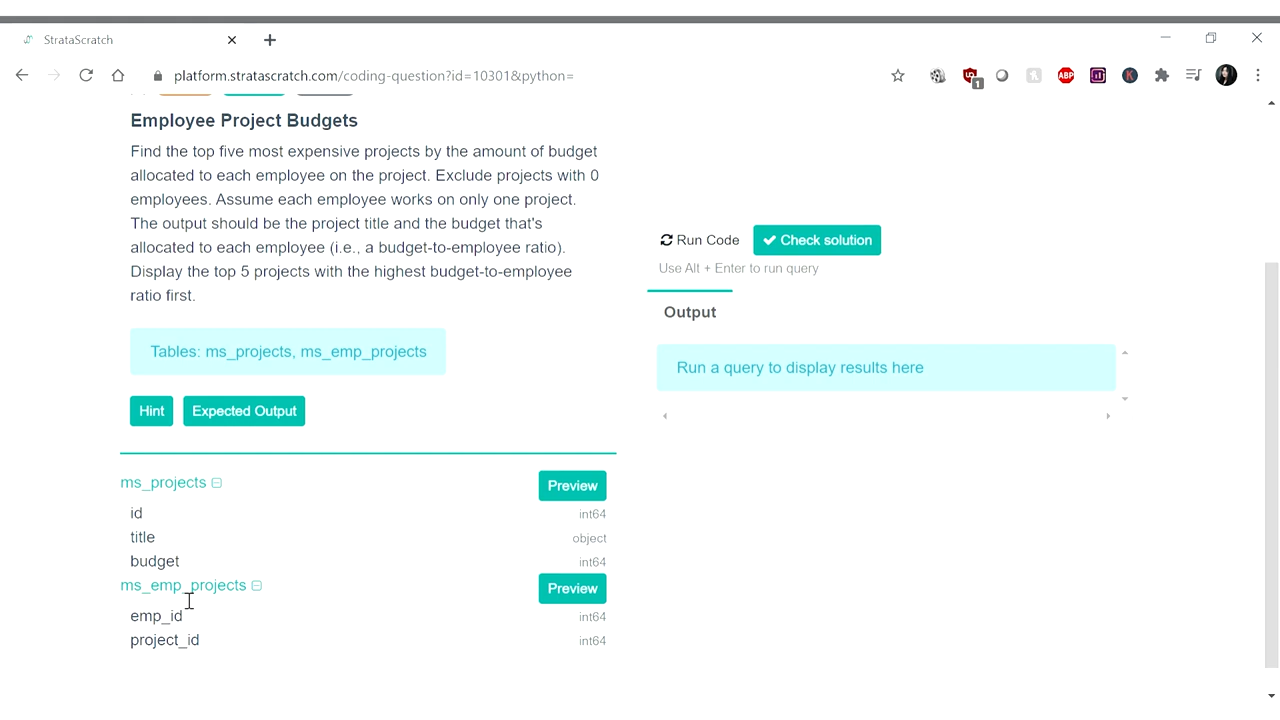 StrataScratch
platform.stratascratch.com/coding-question?id=10301&python=
1
ABP
K
Employee Project Budgets
Find the top five most expensive projects by the amount of budget
allocated to each employee on the project. Exclude projects with 0
employees. Assume each employee works on only one project.
The output should be the project title and the budget that's
allocated to each employee (i.e., a budget-to-employee ratio).
Display the top 5 projects with the highest budget-to-employee
ratio first.
Tables: ms_projects, ms_emp_projects
Hint
Expected Output
ms_projects
Preview
id
int64
title
object
budget
int64
ms_emp_projects
Preview
emp_id
int64
project_id
int64
Run Code
Check solution
Use Alt + Enter to run query
Output
Run a query to display results here